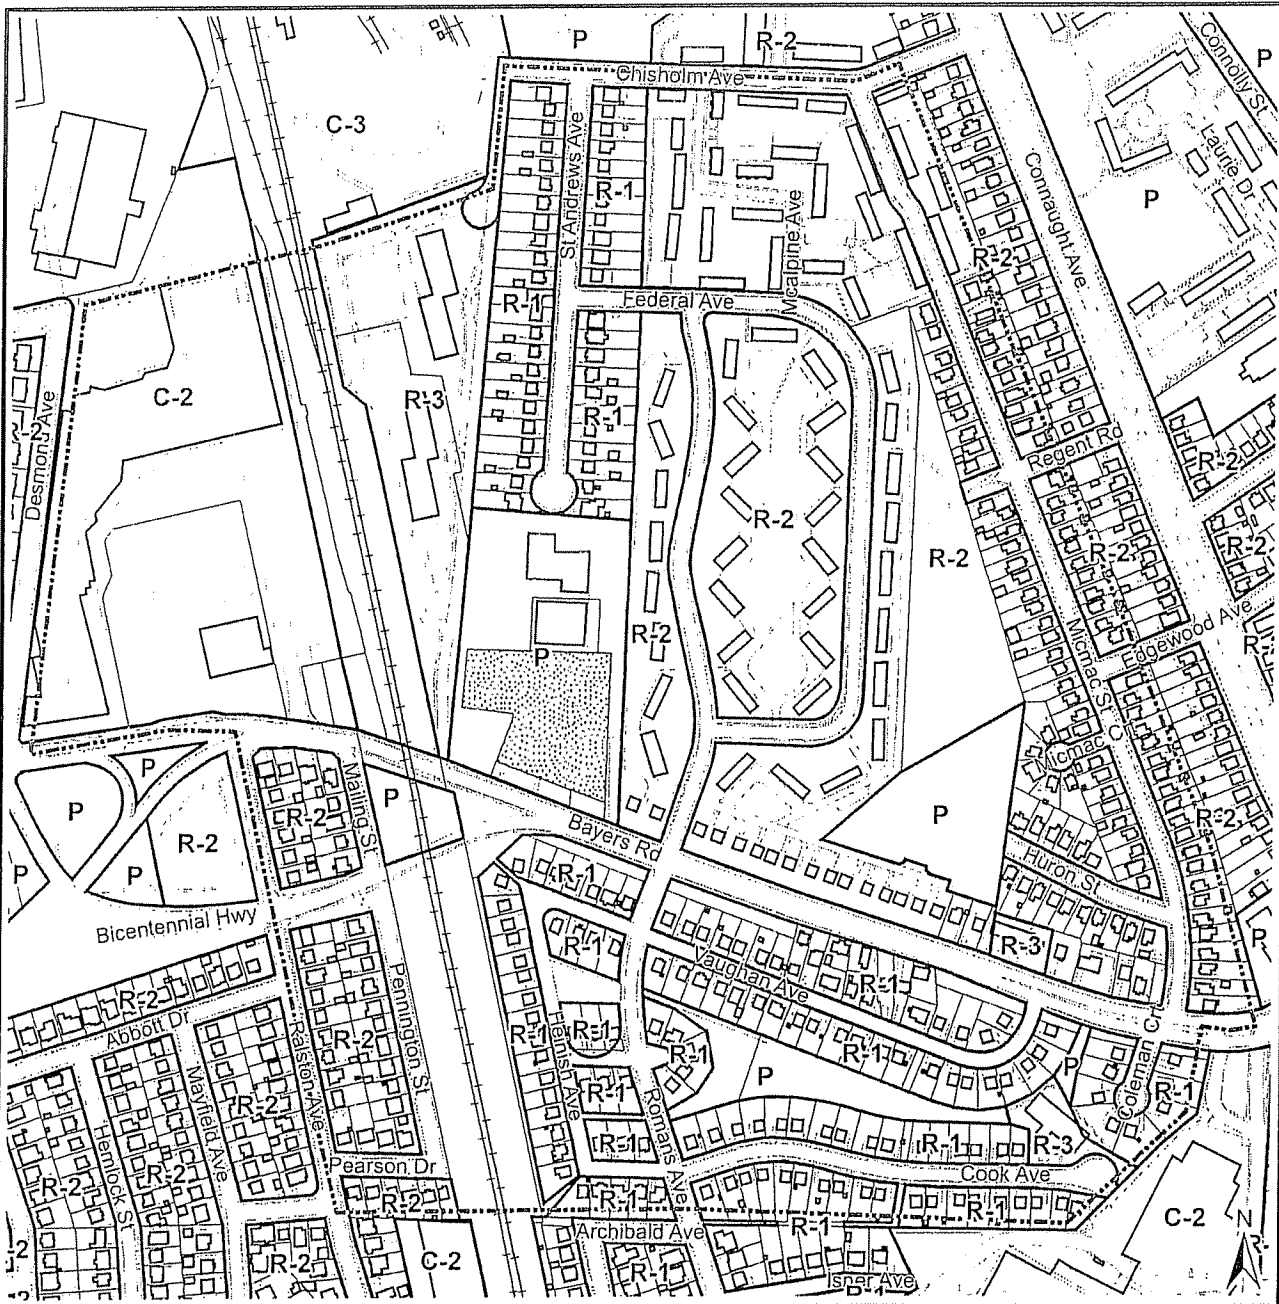 P
R-2
Chisholm Ave
Connolly St
P
C-3
Laurie Dr
St Andrews Ave
R-1
Connaught Ave
P
Mcalpine Ave
R-2
R-1
Federal Ave
C-2
R-3
R-1
R-2
Desmond Ave
Regent Rd
R-2
R-2
R-2
R-2
R-2
R-2
P
Micmac St
Edgewood Ave
Micmac Ct
P
Maling St
P
P
R-2
R-2
P
R-2
P
P
Bayers Rd
R-1
Huron St
Bicentennial Hwy
R-1
R-3
P
Vaughan Ave
R-1
R-2
Abbott Dr
Pennington St
Ralston Ave
R-2
R-1
Flemish Ave
R-1
R-1
R-1
P
P
Coleman Ct
R-1
R-2
Mayfield Ave
R-1
Romans Ave
R-1
R-1
R-3
Hemlock St
R-2
R-2
Pearson Dr
Cook Ave
R-2
R-1
R-1
R-1
C-2
N
Archibald Ave
R-2
C-2
R-1
Isner Ave
R-1